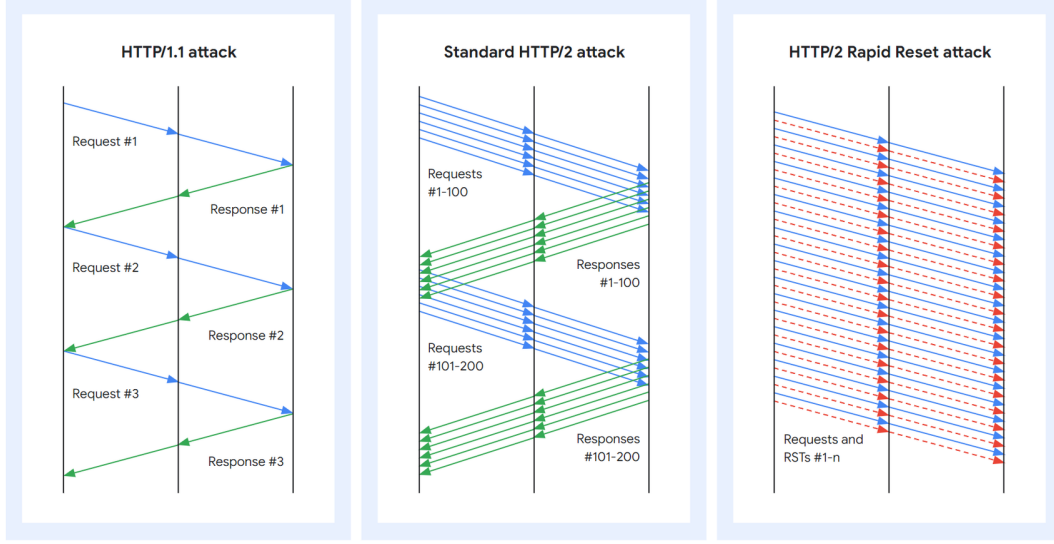 HTTP/1.1 attack
Request #1
Response #1
Request #2
Response #2
Request #3
Response #3
Standard HTTP/2 attack
Requests
#1-100
Responses
#1-100
Requests
#101-200
Responses
#101-200
HTTP/2 Rapid Reset attack
Requests and
RSTs #1-n